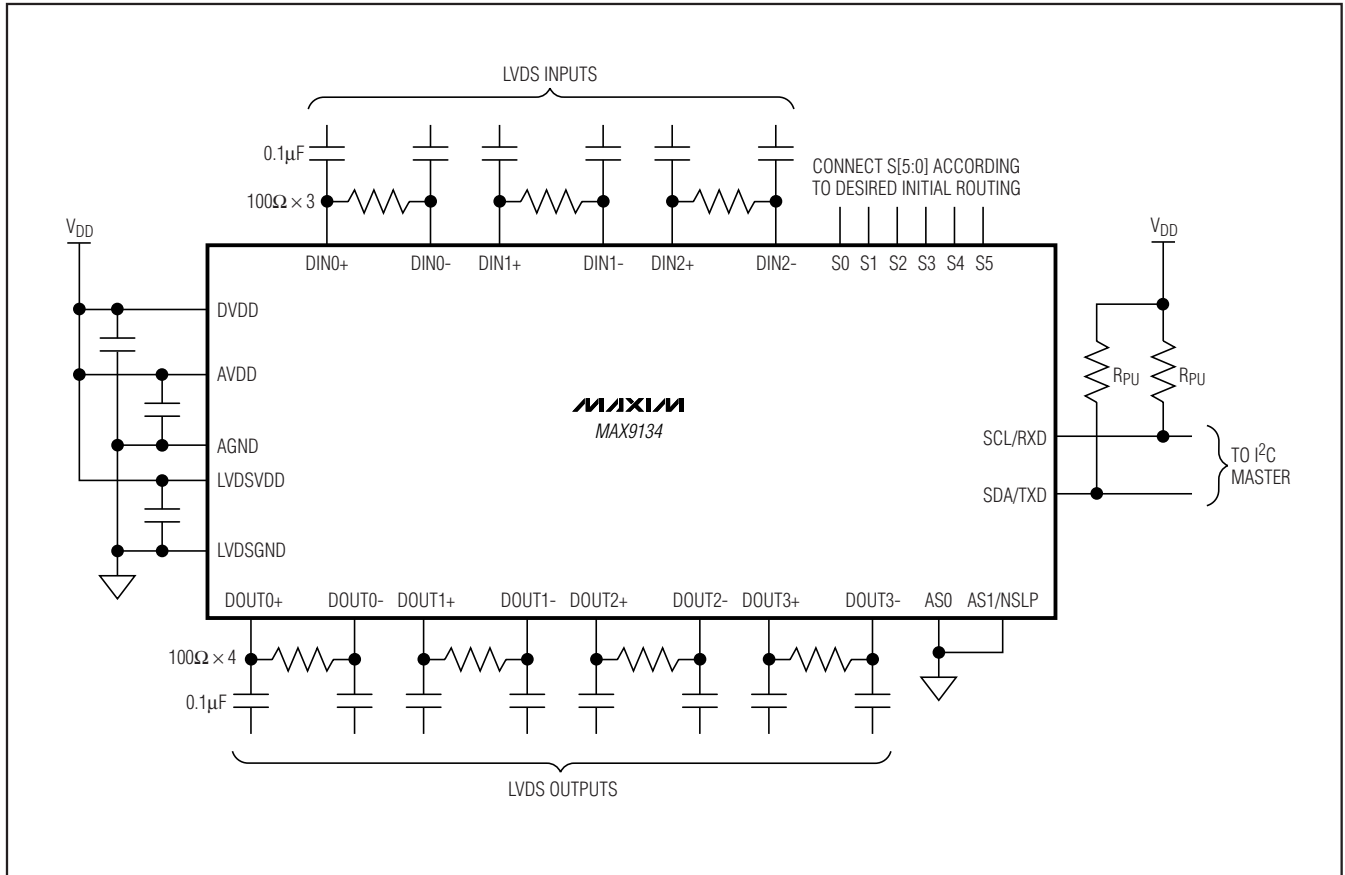 LVDS INPUTS
0.1µF
CONNECT S[5:0] ACCORDING
TO DESIRED INITIAL ROUTING
100Ω × 3
VDD
VDD
DIN0+ DIN0- DIN1+ DIN1- DIN2+ DIN2- S0 S1 S2 S3 S4 S5
DVDD
AVDD
RPU RPU
MAXIM
MAX9134
AGND
SCL/RXD
TO I²C
MASTER
LVDSVDD
SDA/TXD
LVDSGND
DOUT0+ DOUT0- DOUT1+ DOUT1- DOUT2+ DOUT2- DOUT3+ DOUT3- AS0 AS1/NSLP
100Ω × 4
0.1µF
LVDS OUTPUTS